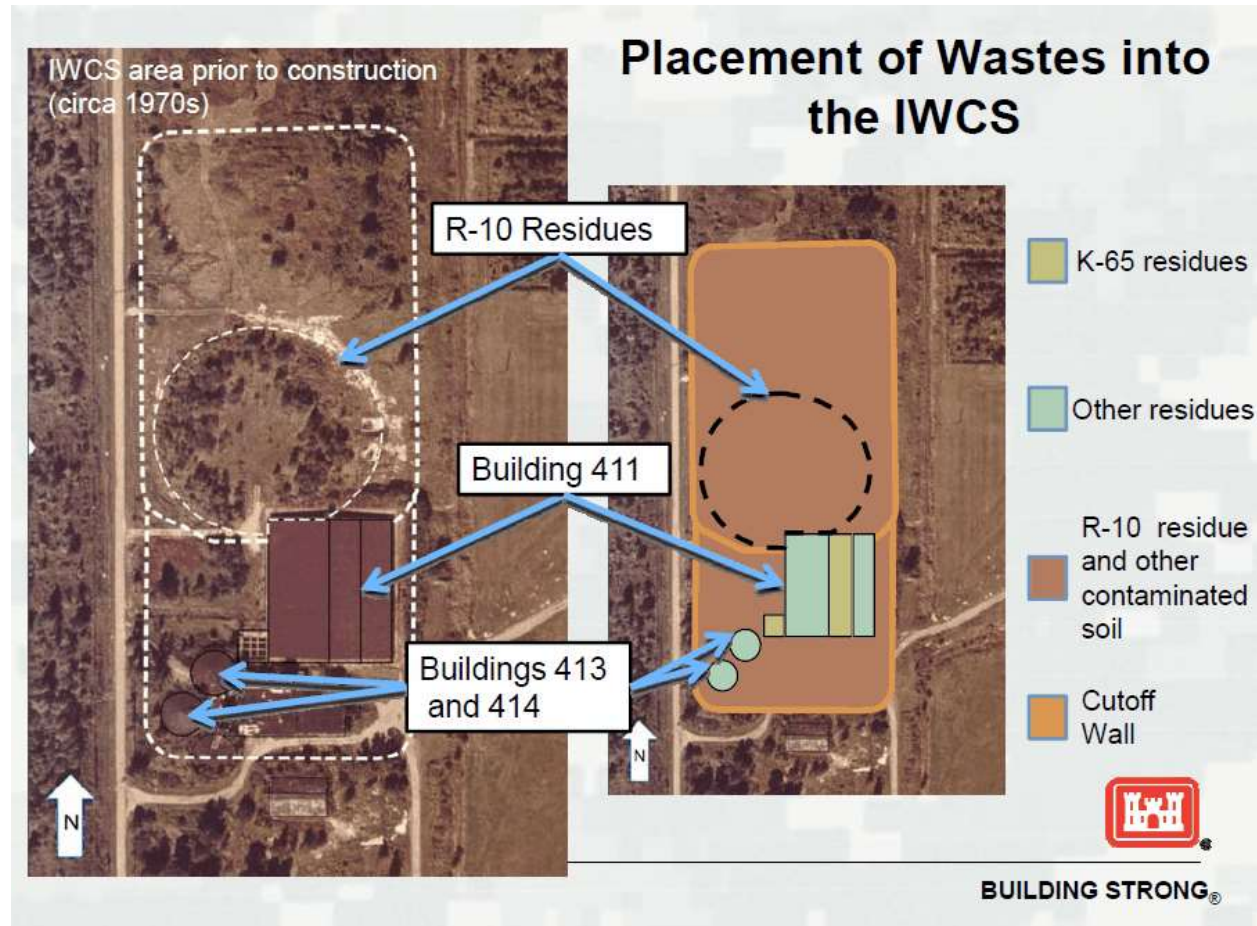 Placement of Wastes into
the IWCS
IWCS area prior to construction
(circa 1970s)
R-10 Residues
Building 411
Buildings 413
and 414
N
N
K-65 residues
Other residues
R-10 residue
and other
contaminated
soil
Cutoff
Wall
BUILDING STRONG®